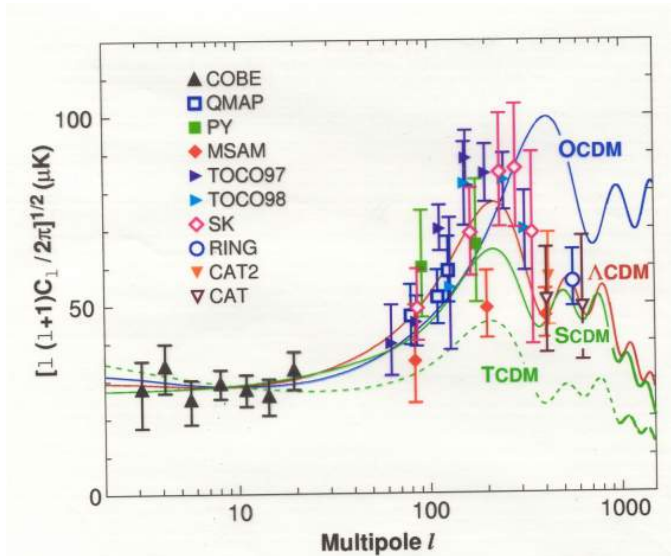 [l (l+1)C_l / 2π]^1/2 (μK)
100
50
0
COBE
QMAP
PY
MSAM
TOCO97
TOCO98
SK
RING
CAT2
CAT
OCDM
ΛCDM
SCDM
TCDM
10
100
1000
Multipole l